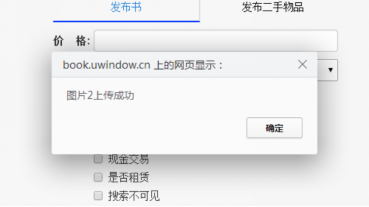 发布书 发布二手物品
价 格:
book.uwindow.cn 上的网页显示：
图片2上传成功
确定
现金交易
是否租赁
搜索不可见